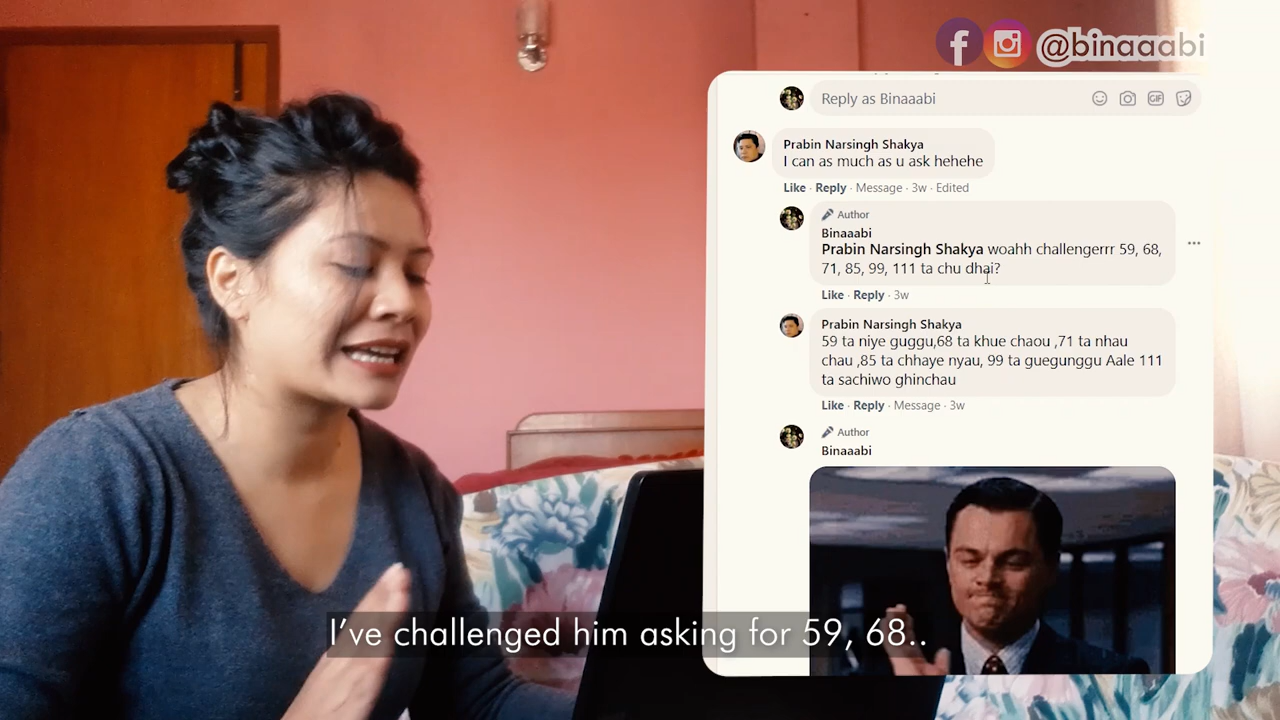 @binaaabi
Reply as Binaaabi
GIF
Prabin Narsingh Shakya
I can as much as u ask hehehe
Like · Reply · Message · 3w · Edited
Author
Binaaabi
Prabin Narsingh Shakya woahh challengerrr 59, 68,
71, 85, 99, 111 ta chu dhai?
Like · Reply · 3w
Prabin Narsingh Shakya
59 ta niye guggu,68 ta khue chaou ,71 ta nhau
chau ,85 ta chhaye nyau, 99 ta guegunggu Aale 111
ta sachiwo ghinchau
Like · Reply · Message · 3w
Author
Binaaabi
I've challenged him asking for 59, 68..